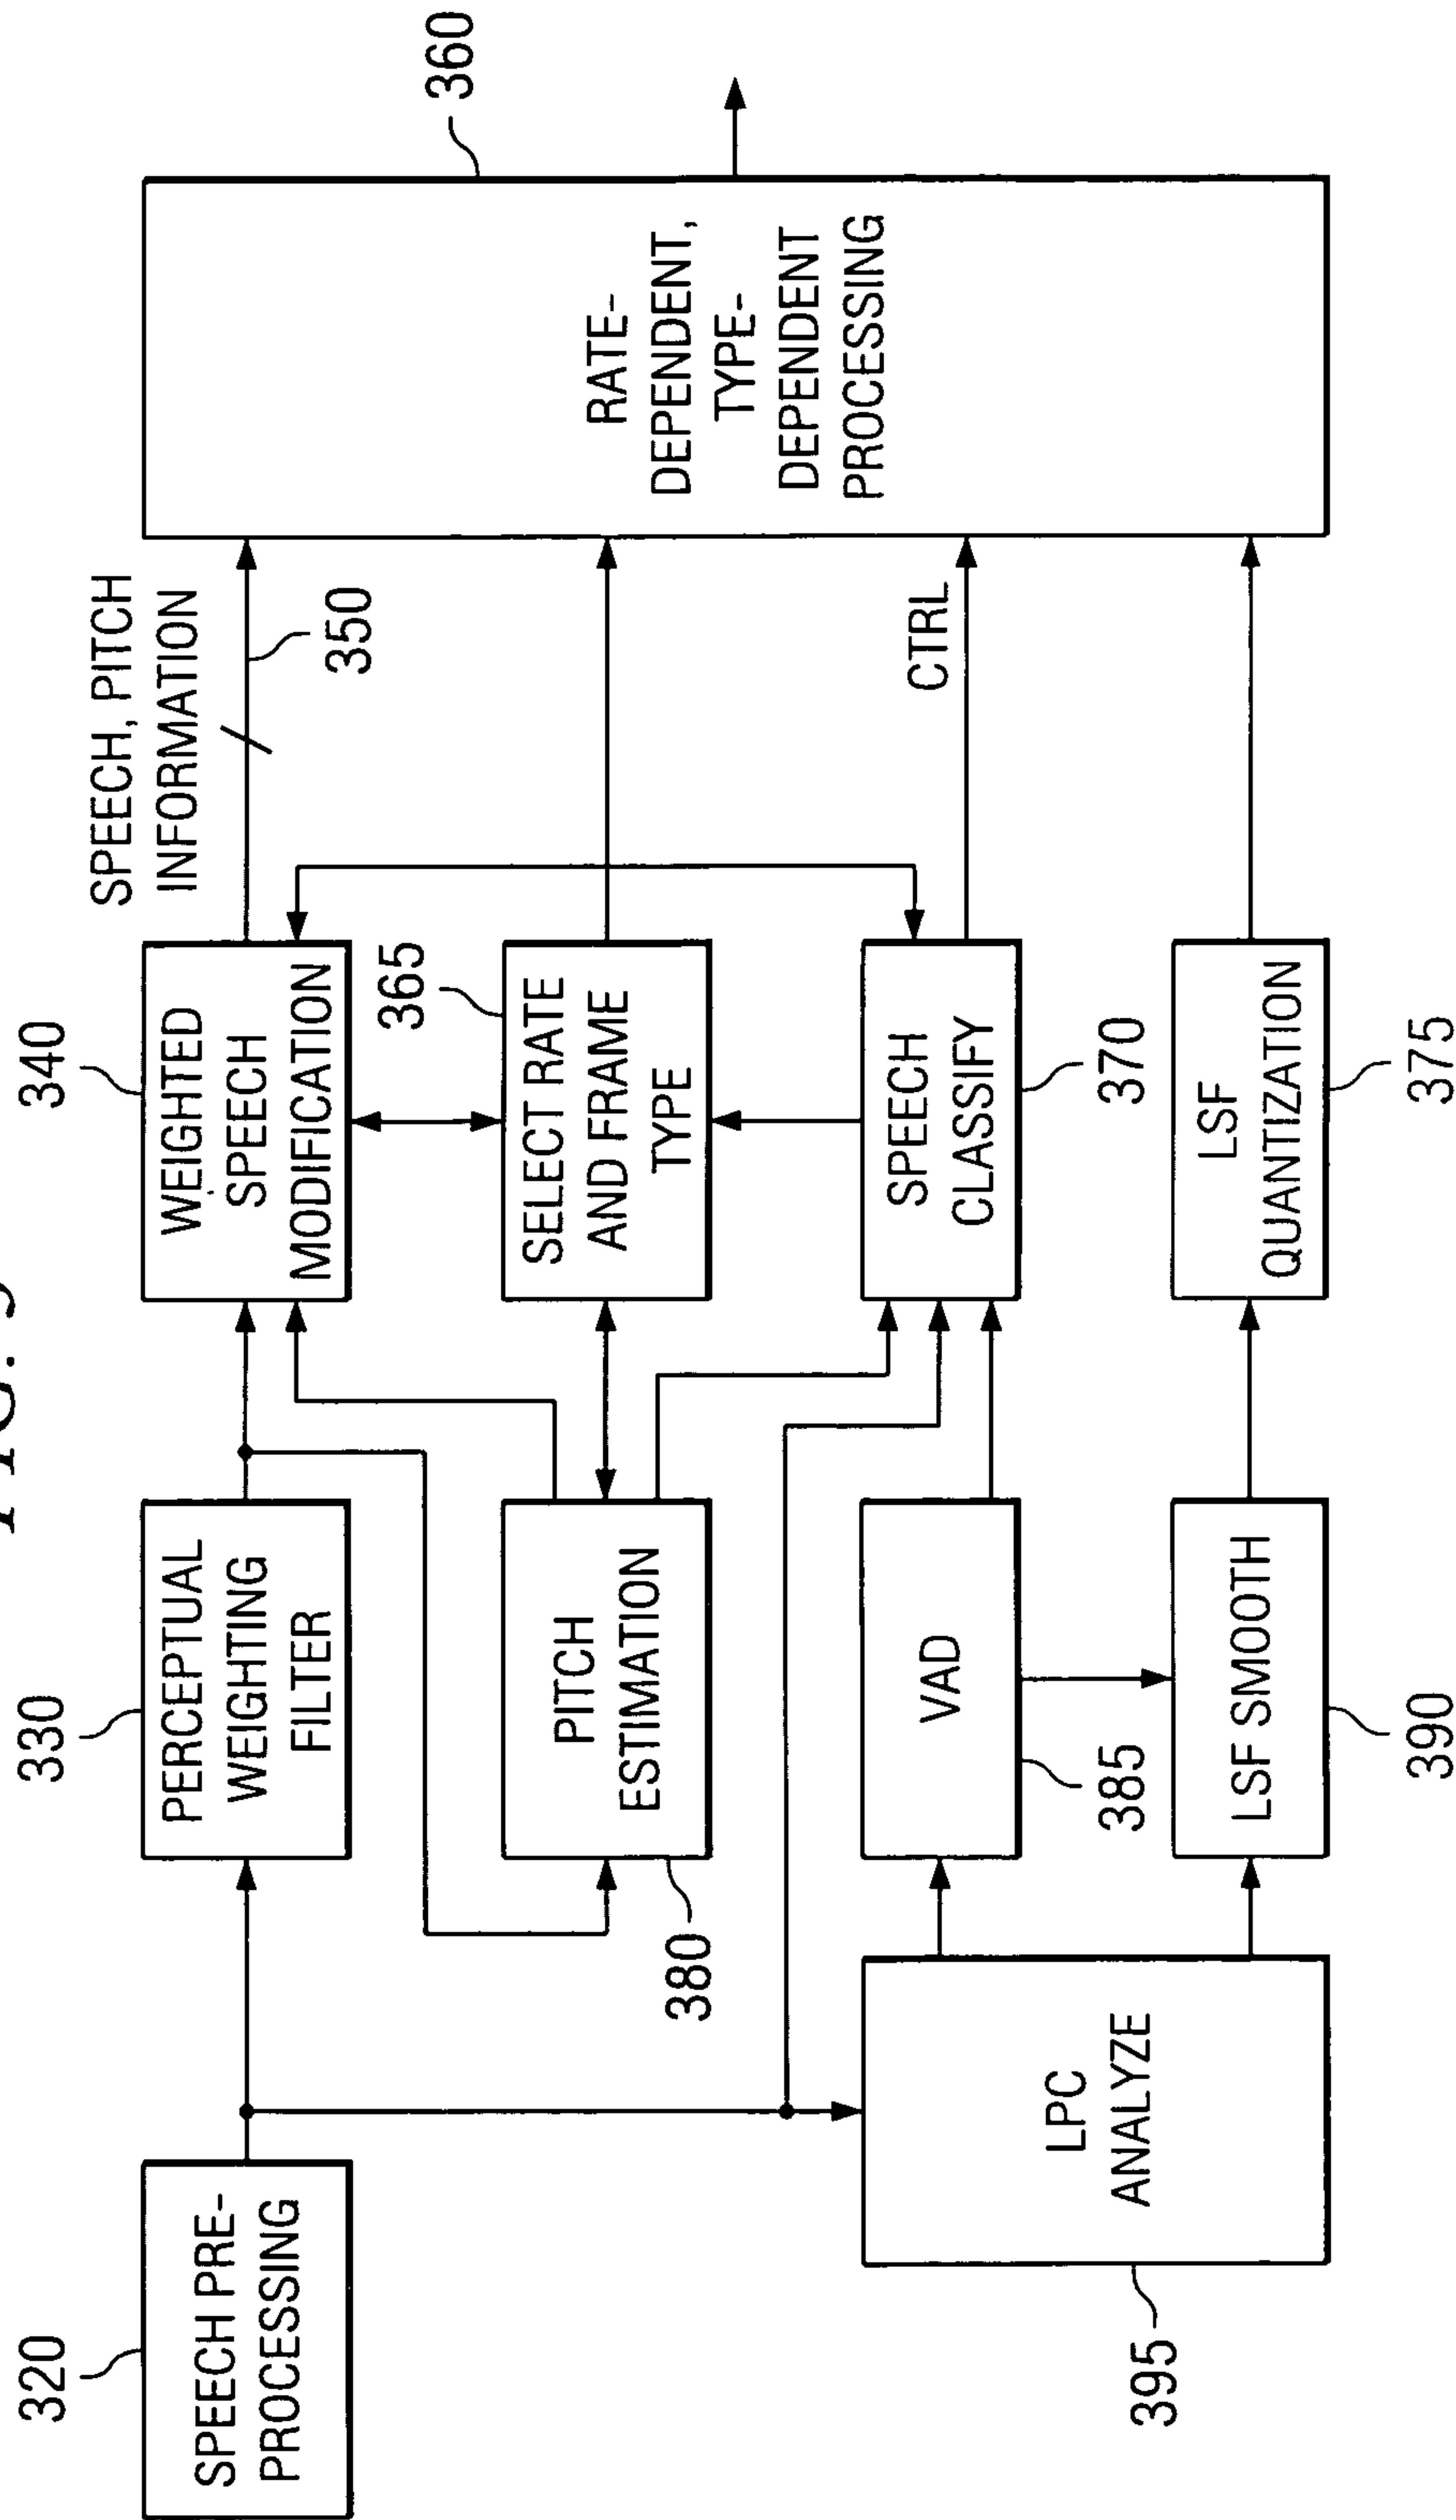 320
SPEECH PRE-
PROCESSING
330
PERCEPTUAL
WEIGHTING
FILTER
340
WEIGHTED
SPEECH
MODIFICATION
SPEECH, PITCH
INFORMATION
350
360
RATE-
DEPENDENT,
TYPE-
DEPENDENT
PROCESSING
380
PITCH
ESTIMATION
365
SELECT RATE
AND FRAME
TYPE
395
LPC
ANALYZE
VAD
385
SPEECH
CLASSIFY
370
CTRL
LSF SMOOTH
390
LSF
QUANTIZATION
375